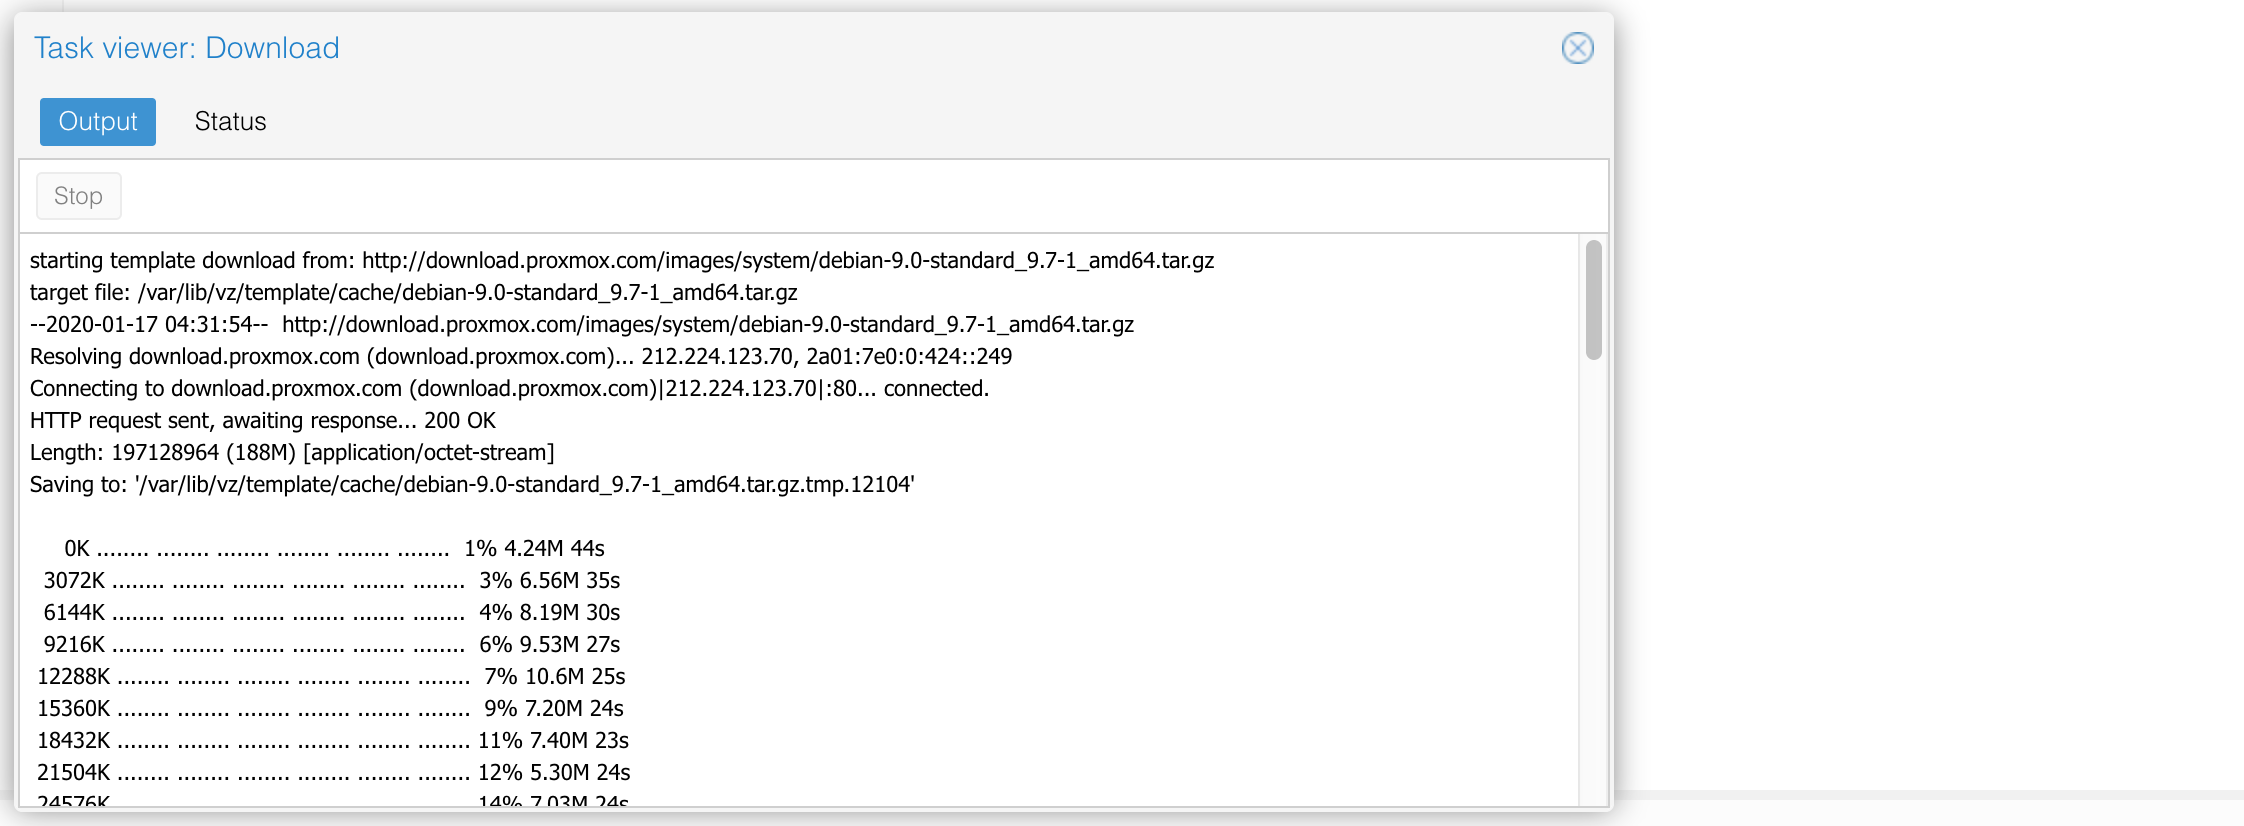 Task viewer: Download
Output Status
Stop
starting template download from: http://download.proxmox.com/images/system/debian-9.0-standard_9.7-1_amd64.tar.gz
target file: /var/lib/vz/template/cache/debian-9.0-standard_9.7-1_amd64.tar.gz
--2020-01-17 04:31:54--  http://download.proxmox.com/images/system/debian-9.0-standard_9.7-1_amd64.tar.gz
Resolving download.proxmox.com (download.proxmox.com)... 212.224.123.70, 2a01:7e0:0:424::249
Connecting to download.proxmox.com (download.proxmox.com)|212.224.123.70|:80... connected.
HTTP request sent, awaiting response... 200 OK
Length: 197128964 (188M) [application/octet-stream]
Saving to: '/var/lib/vz/template/cache/debian-9.0-standard_9.7-1_amd64.tar.gz.tmp.12104'
0K ........ ........ ........ ........ ........ ........  1% 4.24M 44s
3072K ........ ........ ........ ........ ........ ........  3% 6.56M 35s
6144K ........ ........ ........ ........ ........ ........  4% 8.19M 30s
9216K ........ ........ ........ ........ ........ ........  6% 9.53M 27s
12288K ........ ........ ........ ........ ........ ........  7% 10.6M 25s
15360K ........ ........ ........ ........ ........ ........  9% 7.20M 24s
18432K ........ ........ ........ ........ ........ ........ 11% 7.40M 23s
21504K ........ ........ ........ ........ ........ ........ 12% 5.30M 24s
24576K 14% 7.03M 24s